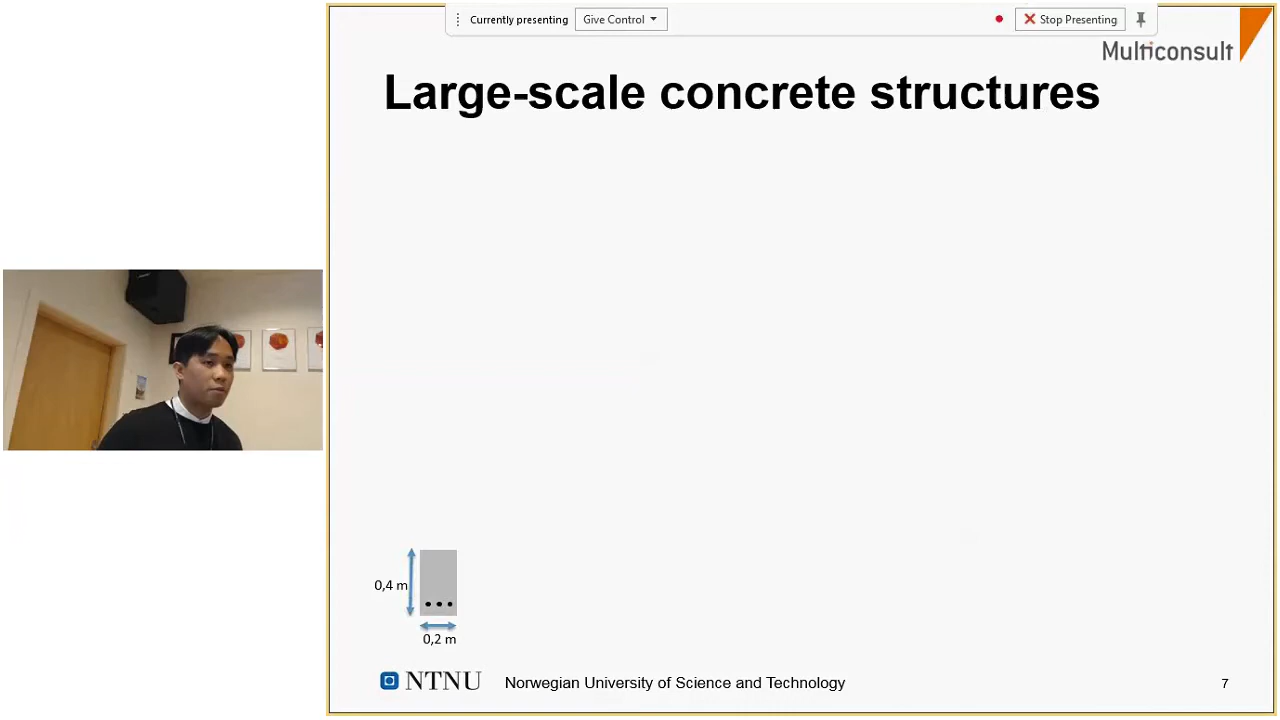 Currently presenting
Give Control
Stop Presenting
Multiconsult
Large-scale concrete structures
0,4 m
0,2 m
NTNU
Norwegian University of Science and Technology
7